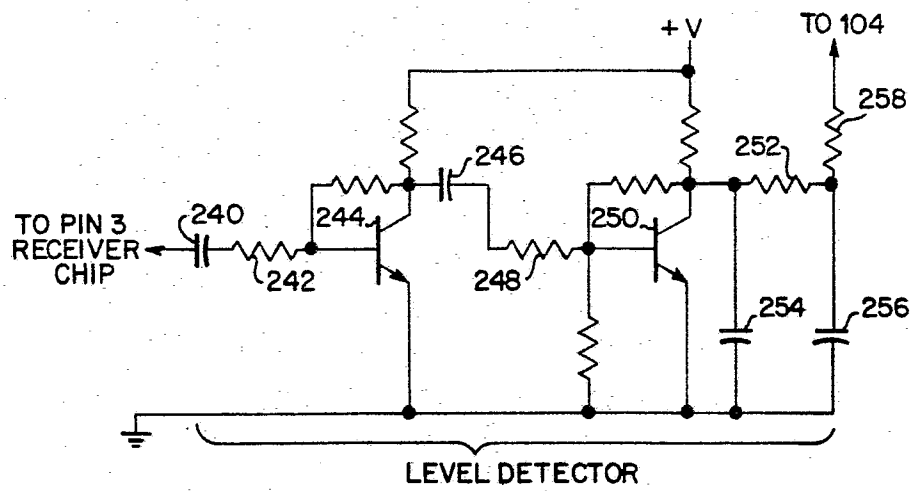 + V
TO 104
258
252
246
240
244
250
TO PIN 3
RECEIVER
CHIP
242
248
254
256
LEVEL DETECTOR